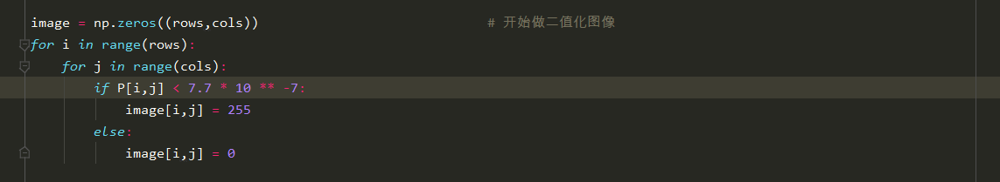 image = np.zeros((rows,cols)) # 开始做二值化图像
for i in range(rows):
for j in range(cols):
if P[i,j] < 7.7 * 10 ** -7:
image[i,j] = 255
else:
image[i,j] = 0